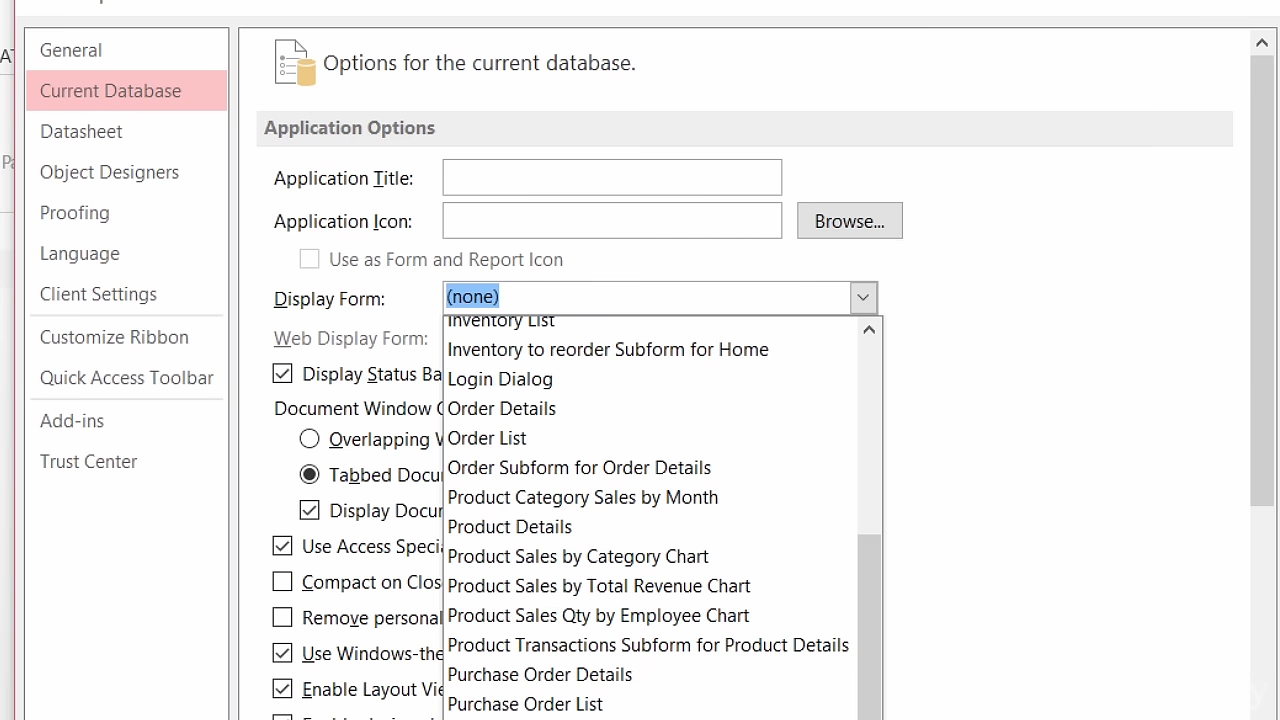 General
Current Database
Datasheet
Object Designers
Proofing
Language
Client Settings
Customize Ribbon
Quick Access Toolbar
Add-ins
Trust Center
Options for the current database.
Application Options
Application Title:
Application Icon:
Browse...
Use as Form and Report Icon
Display Form:
(none)
Web Display Form:
Display Status Ba
Document Window
Overlapping
Tabbed Docu
Display Docur
Use Access Speci
Compact on Clos
Remove personal
Use Windows-the
Enable Layout Vie
Inventory List
Inventory to reorder Subform for Home
Login Dialog
Order Details
Order List
Order Subform for Order Details
Product Category Sales by Month
Product Details
Product Sales by Category Chart
Product Sales by Total Revenue Chart
Product Sales Qty by Employee Chart
Product Transactions Subform for Product Details
Purchase Order Details
Purchase Order List